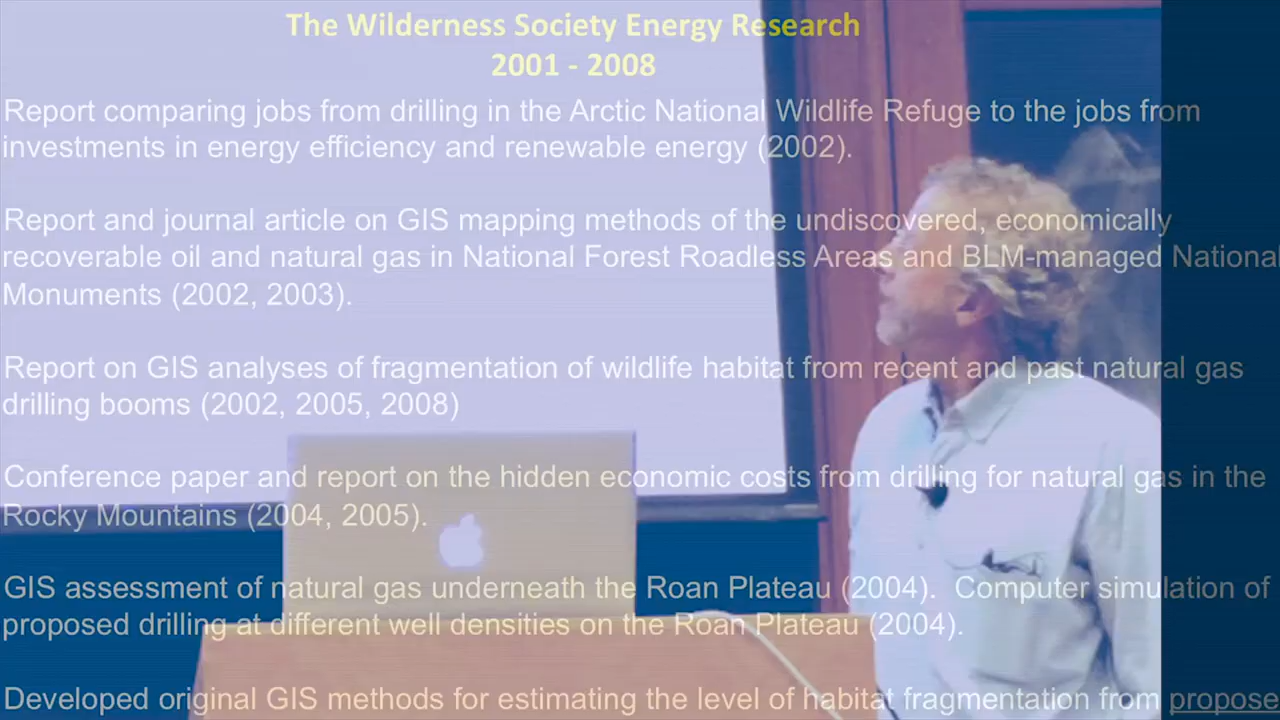 The Wilderness Society Energy Research
2001 - 2008
Report comparing jobs from drilling in the Arctic National Wildlife Refuge to the jobs from
investments in energy efficiency and renewable energy (2002).
Report and journal article on GIS mapping methods of the undiscovered, economically
recoverable oil and natural gas in National Forest Roadless Areas and BLM-managed National
Monuments (2002, 2003).
Report on GIS analyses of fragmentation of wildlife habitat from recent and past natural gas
drilling booms (2002, 2005, 2008)
Conference paper and report on the hidden economic costs from drilling for natural gas in the
Rocky Mountains (2004, 2005).
GIS assessment of natural gas underneath the Roan Plateau (2004).  Computer simulation of
proposed drilling at different well densities on the Roan Plateau (2004).
Developed original GIS methods for estimating the level of habitat fragmentation from propose